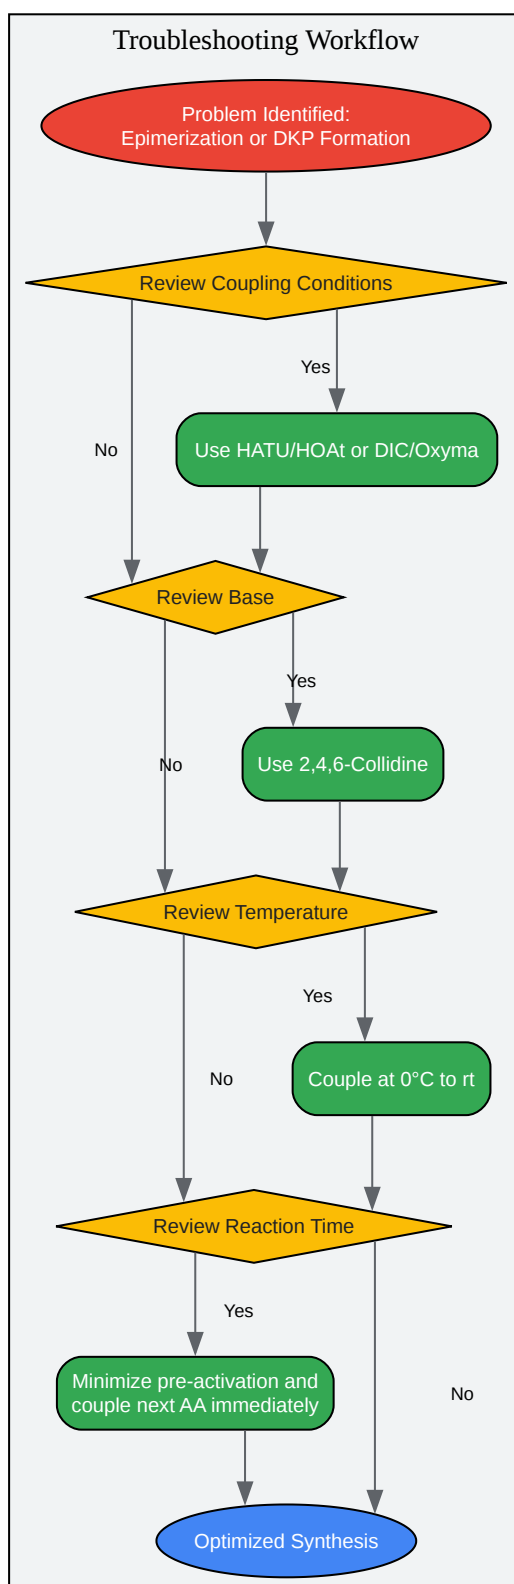 Troubleshooting Workflow
Problem Identified:
Epimerization or DKP Formation
Review Coupling Conditions
Yes
No
Use HATU/HOAt or DIC/Oxyma
Review Base
Yes
No
Use 2,4,6-Collidine
Review Temperature
Yes
No
Couple at 0°C to rt
Review Reaction Time
Yes
No
Minimize pre-activation and
couple next AA immediately
Optimized Synthesis